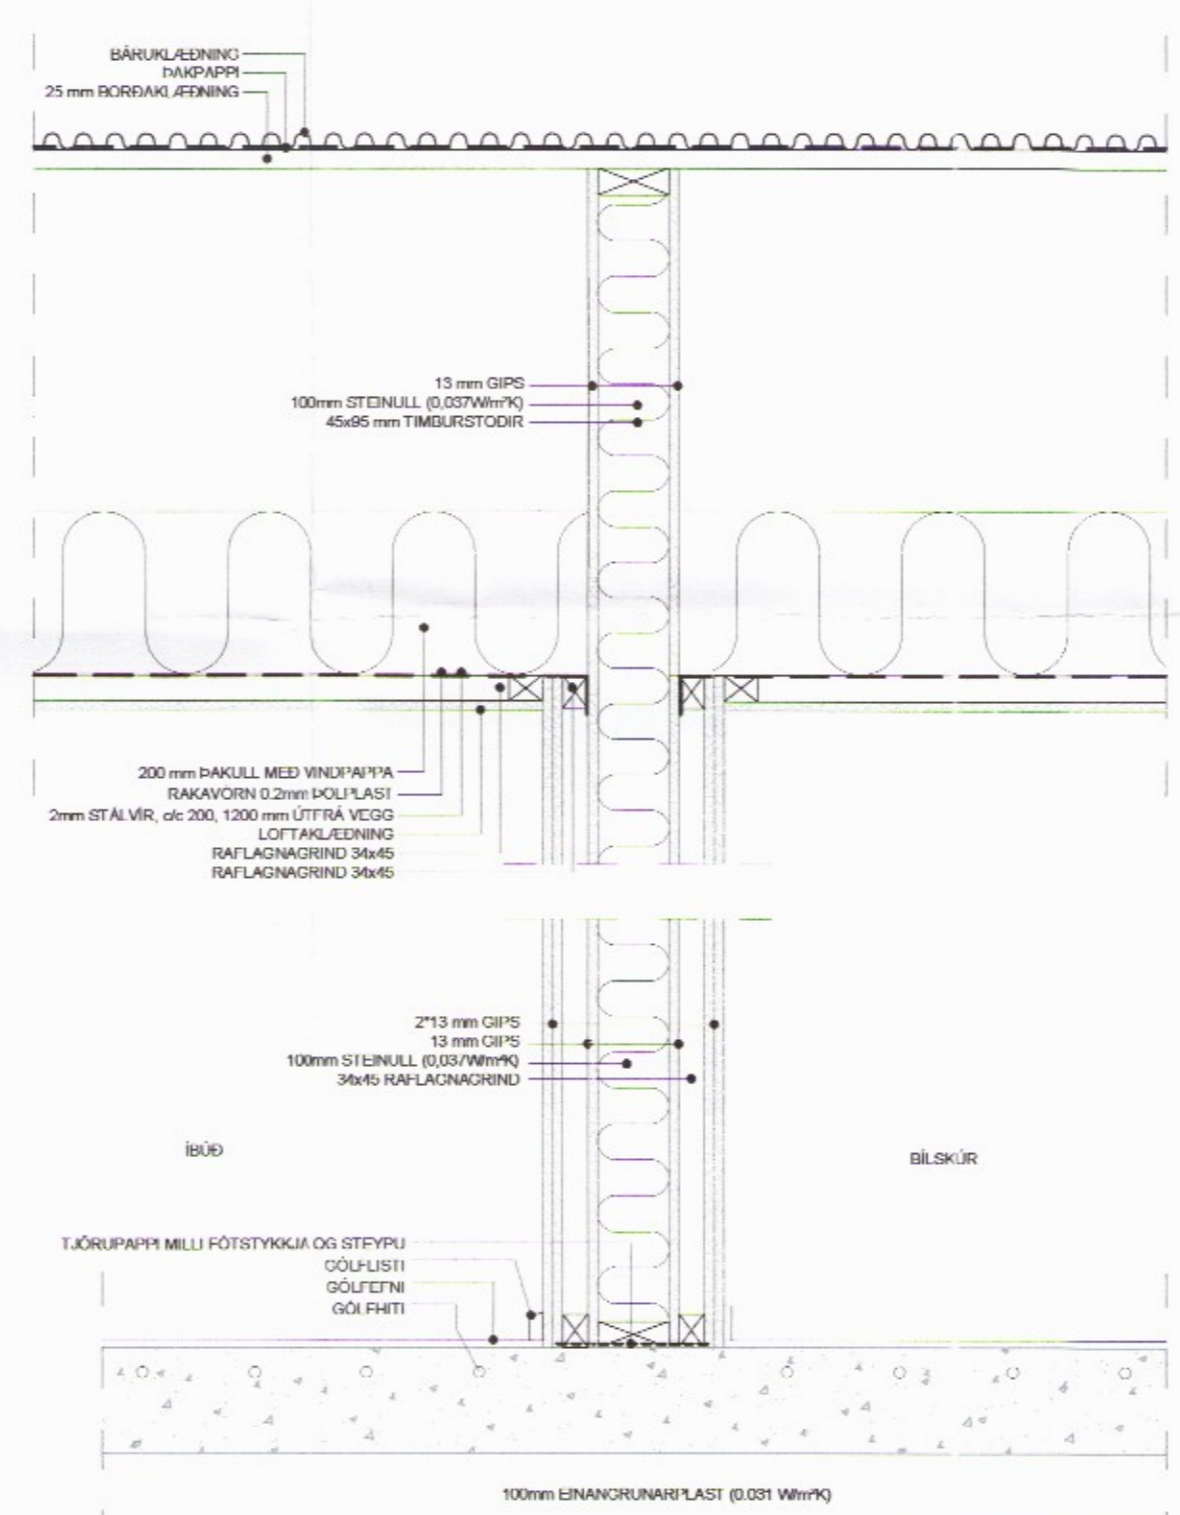 BÁRUKLÆÐNING
ÞAKPAPPI
25 mm BORÐAKLÆÐNING
13 mm GIPS
100mm STEINULL (0,037W/m²K)
45x95 mm TIMBURSTOÐIR
200 mm ÞAKULL MEÐ VINDPAPPA
RAKAVÖRN 0.2mm ÞOLPLAST
2mm STÁLVÍR, c/c 200, 1200 mm ÚTFRÁ VEGG
LOFTAKLÆÐNING
RAFLAGNAGRIND 34x45
RAFLAGNAGRIND 34x45
2*13 mm GIPS
13 mm GIPS
100mm STEINULL (0,037W/m²K)
34x45 RAFLAGNAGRIND
ÍBÚÐ
BÍLSKÚR
TJÖRUPAPPI MILLI FÓTSTYKKJA OG STEYPU
GÓLFLISTI
GÓLFEFNI
GÓLFHITI
100mm EINANGRUNARPLAST (0.031 W/m²K)